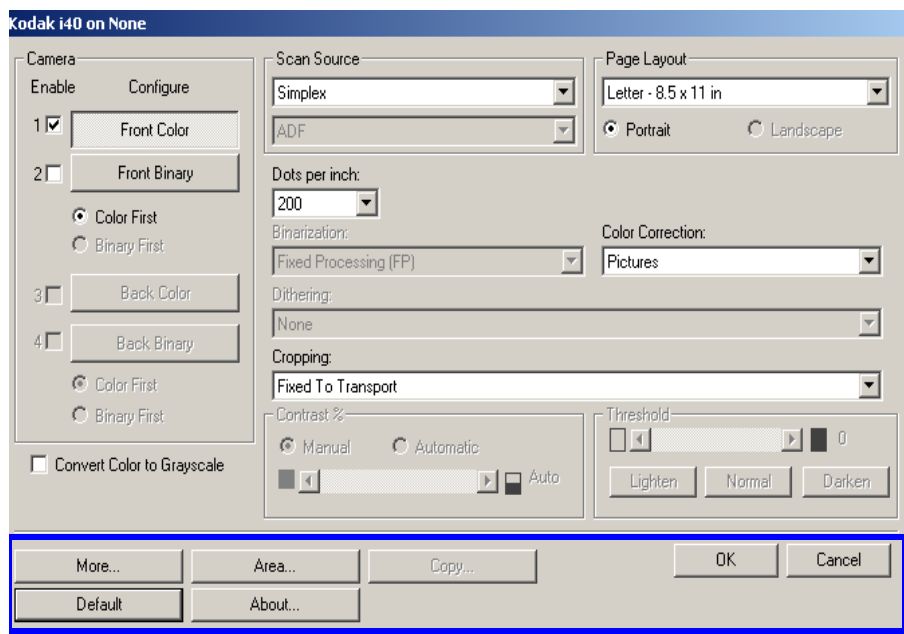 Kodak i40 on None
Camera
Enable Configure
1 Front Color
2 Front Binary
Color First
Binary First
3 Back Color
4 Back Binary
Color First
Binary First
Convert Color to Grayscale
Scan Source
Simplex
ADF
Page Layout
Letter - 8.5 x 11 in
Portrait Landscape
Dots per inch:
200
Binarization:
Fixed Processing (FP)
Color Correction:
Pictures
Dithering:
None
Cropping:
Fixed To Transport
Contrast %
Manual Automatic
Auto
Threshold
0
Lighten Normal Darken
More... Area... Copy... OK Cancel
Default About...